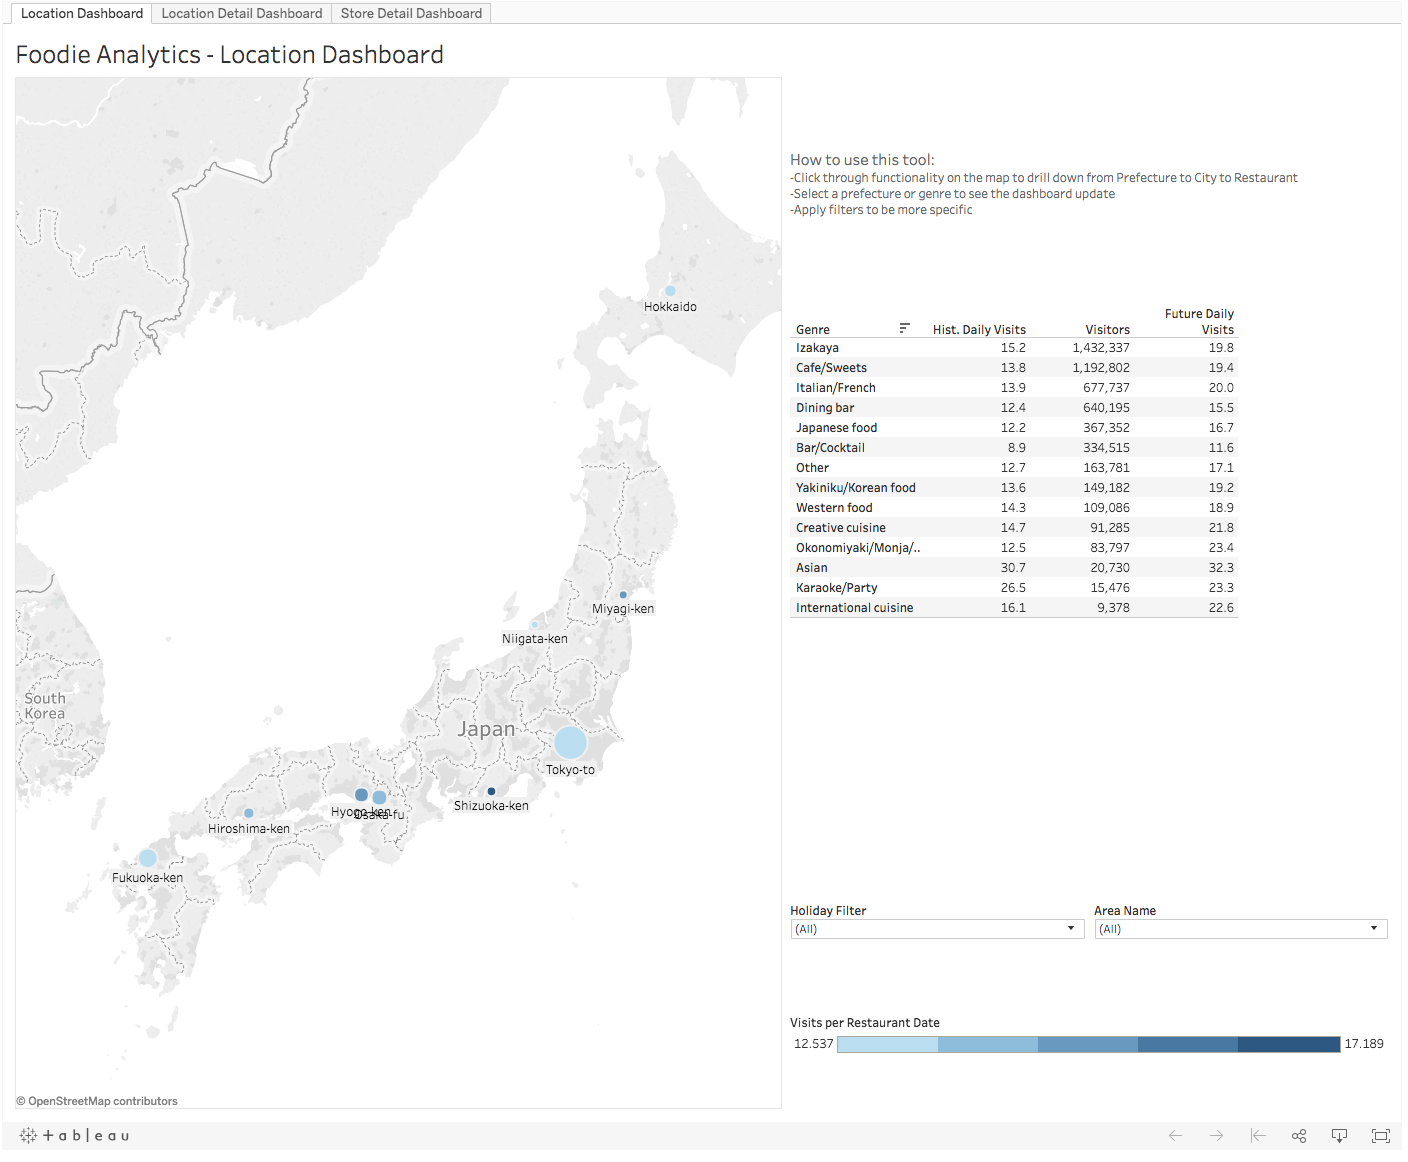 Location Dashboard
Location Detail Dashboard
Store Detail Dashboard
Foodie Analytics - Location Dashboard
How to use this tool:
-Click through functionality on the map to drill down from Prefecture to City to Restaurant
-Select a prefecture or genre to see the dashboard update
-Apply filters to be more specific
Hokkaido
Miyagi-ken
Niigata-ken
South
Korea
Japan
Tokyo-to
Shizuoka-ken
Hyogo-ken
Osaka-fu
Hiroshima-ken
Fukuoka-ken
© OpenStreetMap contributors
Future Daily
Genre Hist. Daily Visits Visitors Visits
Izakaya 15.2 1,432,337 19.8
Cafe/Sweets 13.8 1,192,802 19.4
Italian/French 13.9 677,737 20.0
Dining bar 12.4 640,195 15.5
Japanese food 12.2 367,352 16.7
Bar/Cocktail 8.9 334,515 11.6
Other 12.7 163,781 17.1
Yakiniku/Korean food 13.6 149,182 19.2
Western food 14.3 109,086 18.9
Creative cuisine 14.7 91,285 21.8
Okonomiyaki/Monja/.. 12.5 83,797 23.4
Asian 30.7 20,730 32.3
Karaoke/Party 26.5 15,476 23.3
International cuisine 16.1 9,378 22.6
Holiday Filter
(All)
Area Name
(All)
Visits per Restaurant Date
12.537 17.189
+ableau